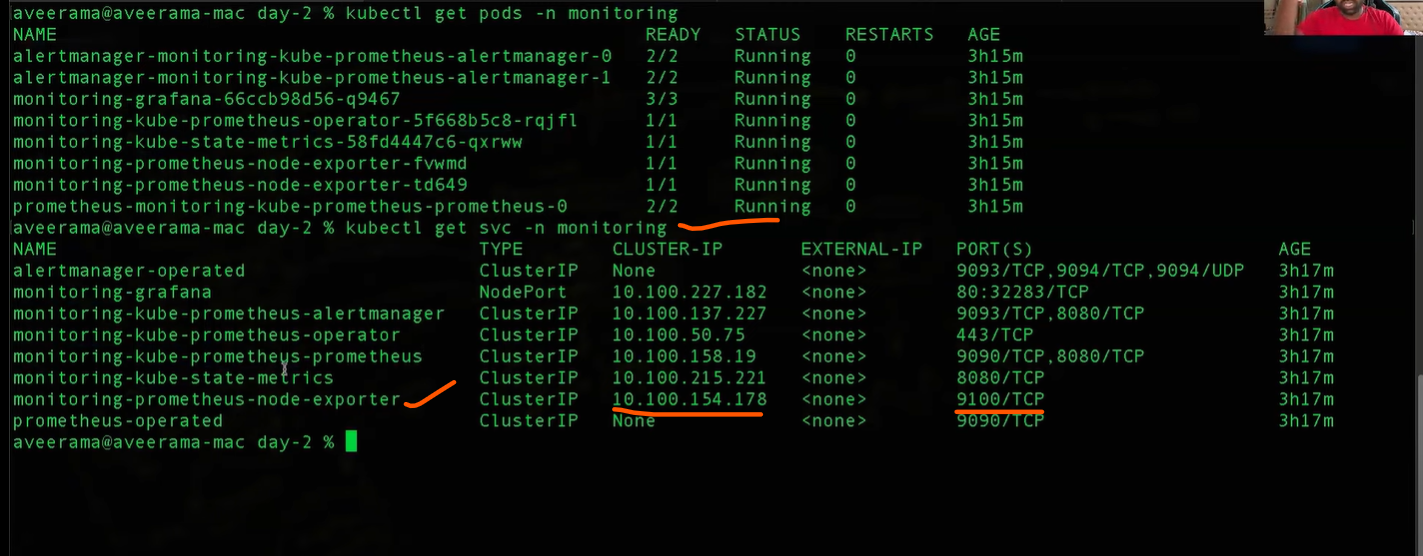 aveerama@aveerama-mac day-2 % kubectl get pods -n monitoring
NAME READY STATUS RESTARTS AGE
alertmanager-monitoring-kube-prometheus-alertmanager-0 2/2 Running 0 3h15m
alertmanager-monitoring-kube-prometheus-alertmanager-1 2/2 Running 0 3h15m
monitoring-grafana-66ccb98d56-q9467 3/3 Running 0 3h15m
monitoring-kube-prometheus-operator-5f668b5c8-rqjfl 1/1 Running 0 3h15m
monitoring-kube-state-metrics-58fd4447c6-qxrww 1/1 Running 0 3h15m
monitoring-prometheus-node-exporter-fvwmd 1/1 Running 0 3h15m
monitoring-prometheus-node-exporter-td649 1/1 Running 0 3h15m
prometheus-monitoring-kube-prometheus-prometheus-0 2/2 Running 0 3h15m
aveerama@aveerama-mac day-2 % kubectl get svc -n monitoring
NAME TYPE CLUSTER-IP EXTERNAL-IP PORT(S) AGE
alertmanager-operated ClusterIP None <none> 9093/TCP,9094/TCP,9094/UDP 3h17m
monitoring-grafana NodePort 10.100.227.182 <none> 80:32283/TCP 3h17m
monitoring-kube-prometheus-alertmanager ClusterIP 10.100.137.227 <none> 9093/TCP,8080/TCP 3h17m
monitoring-kube-prometheus-operator ClusterIP 10.100.50.75 <none> 443/TCP 3h17m
monitoring-kube-prometheus-prometheus ClusterIP 10.100.158.19 <none> 9090/TCP,8080/TCP 3h17m
monitoring-kube-state-metrics ClusterIP 10.100.215.221 <none> 8080/TCP 3h17m
monitoring-prometheus-node-exporter ClusterIP 10.100.154.178 <none> 9100/TCP 3h17m
prometheus-operated ClusterIP None <none> 9090/TCP 3h17m
aveerama@aveerama-mac day-2 %